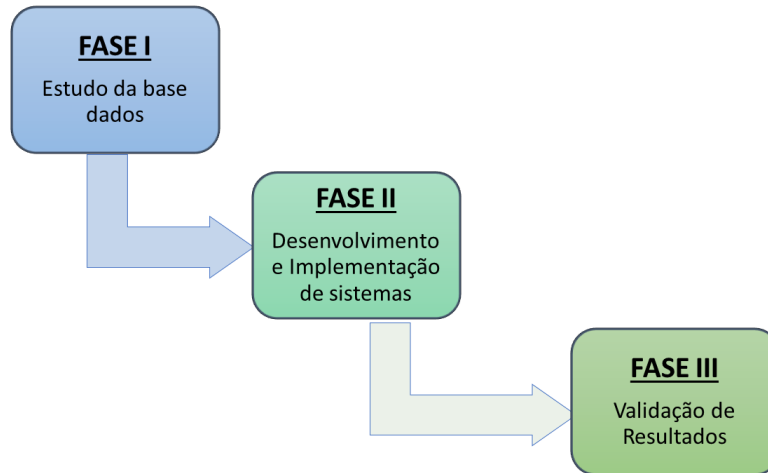 FASE I
Estudo da base
dados
FASE II
Desenvolvimento
e Implementação
de sistemas
FASE III
Validação de
Resultados